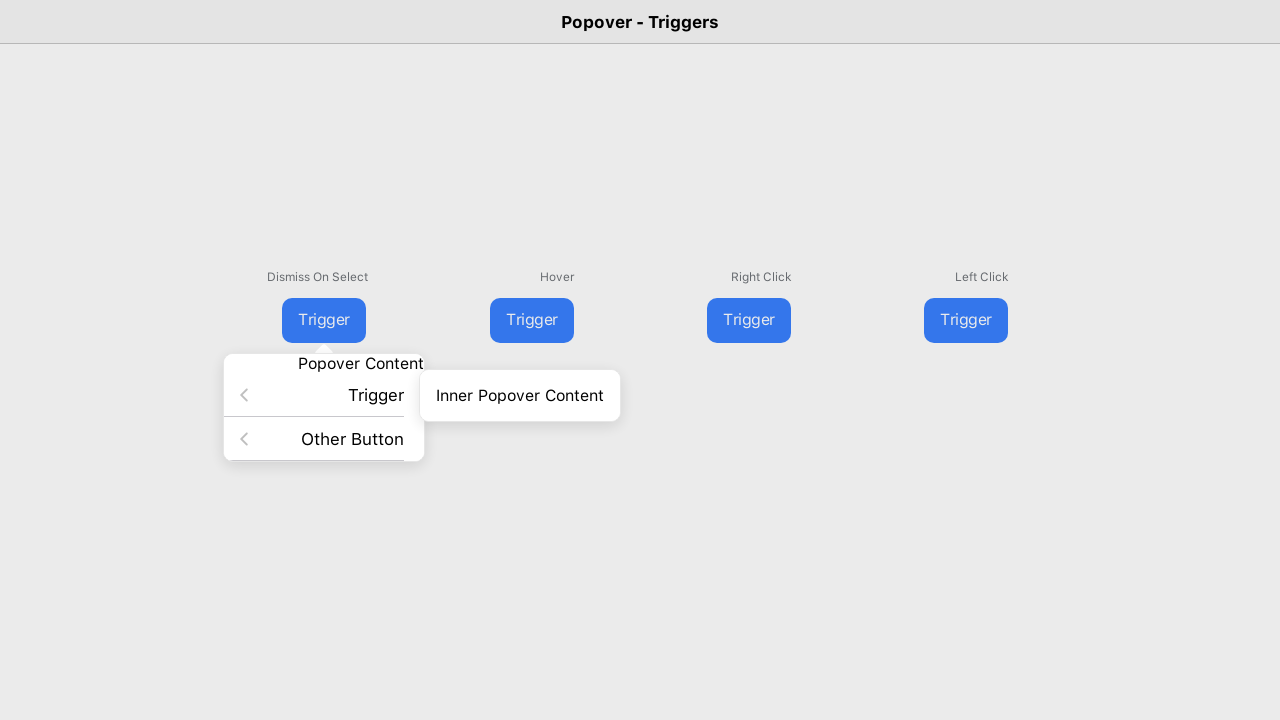 Popover - Triggers
Dismiss On Select
Hover
Right Click
Left Click
Trigger
Trigger
Trigger
Trigger
Popover Content
Trigger
Inner Popover Content
Other Button